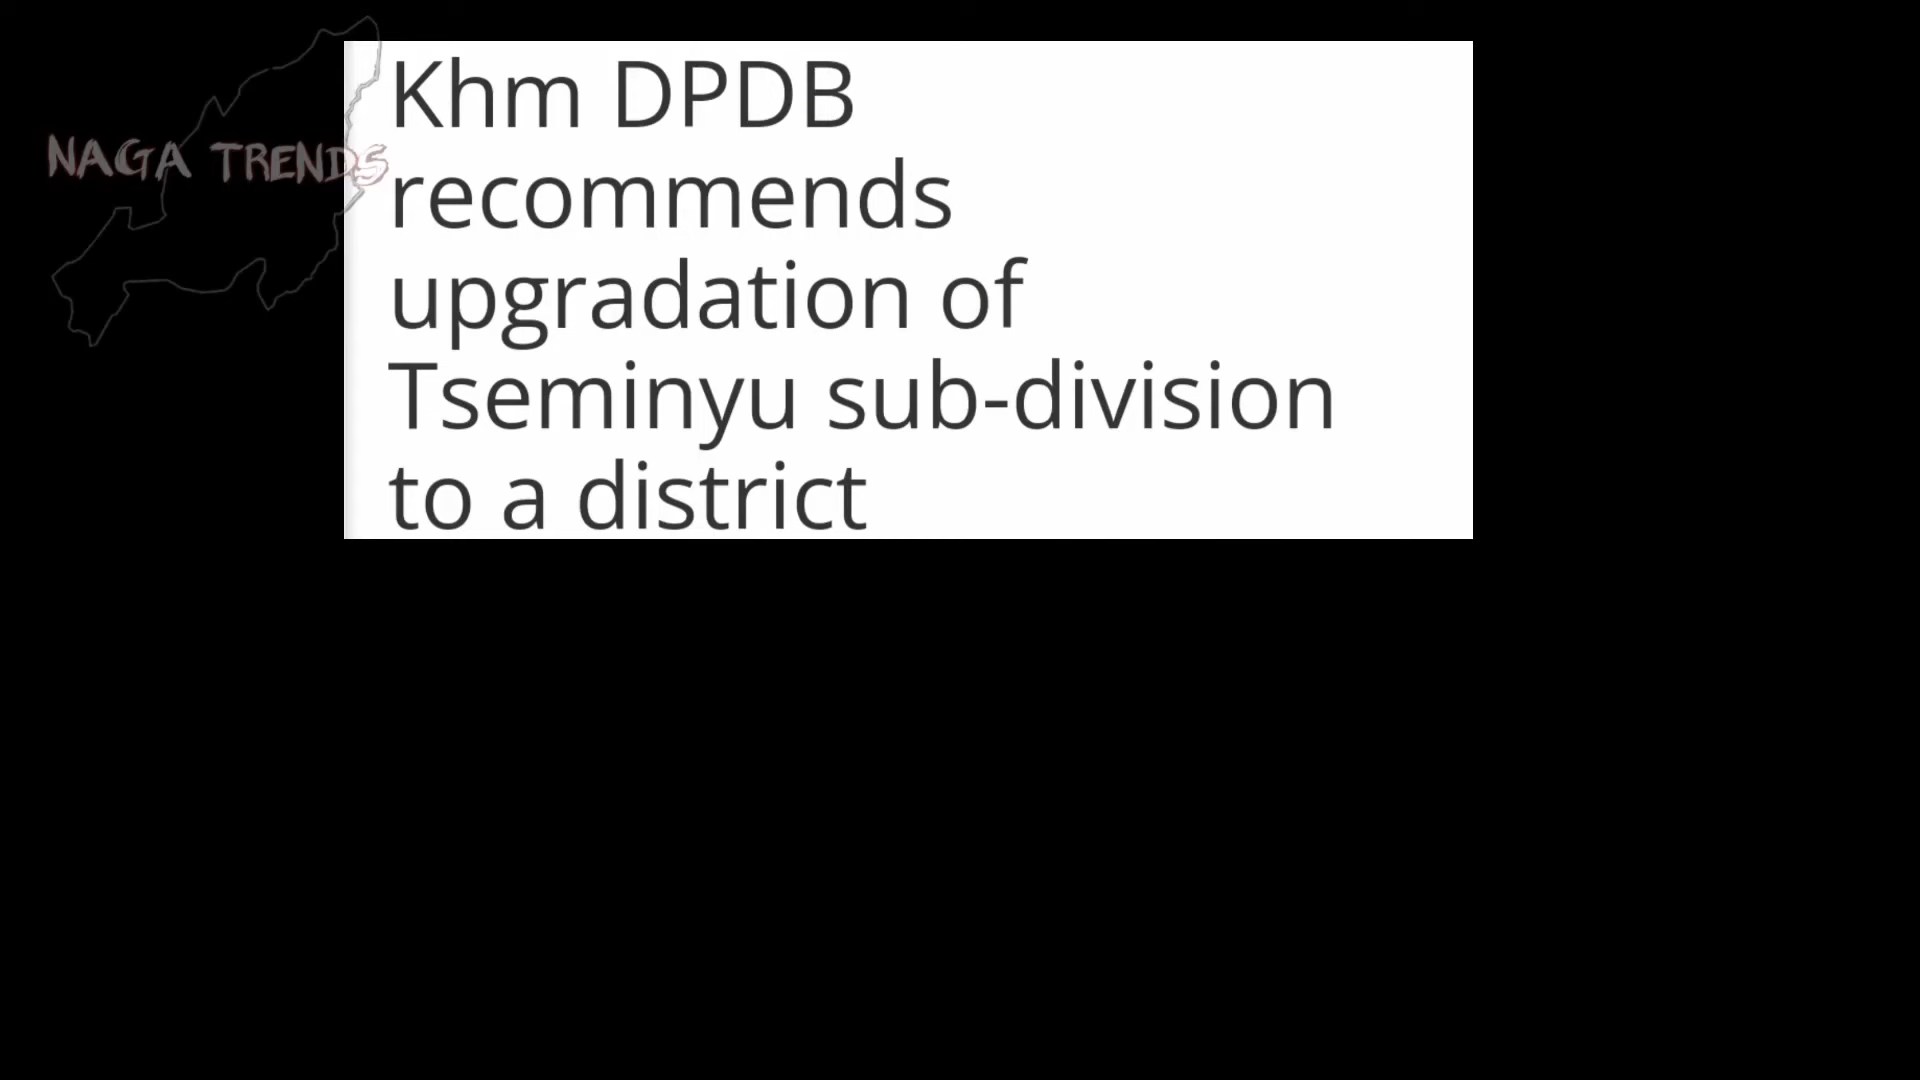 NAGA TRENDS
Khm DPDB
recommends
upgradation of
Tseminyu sub-division
to a district